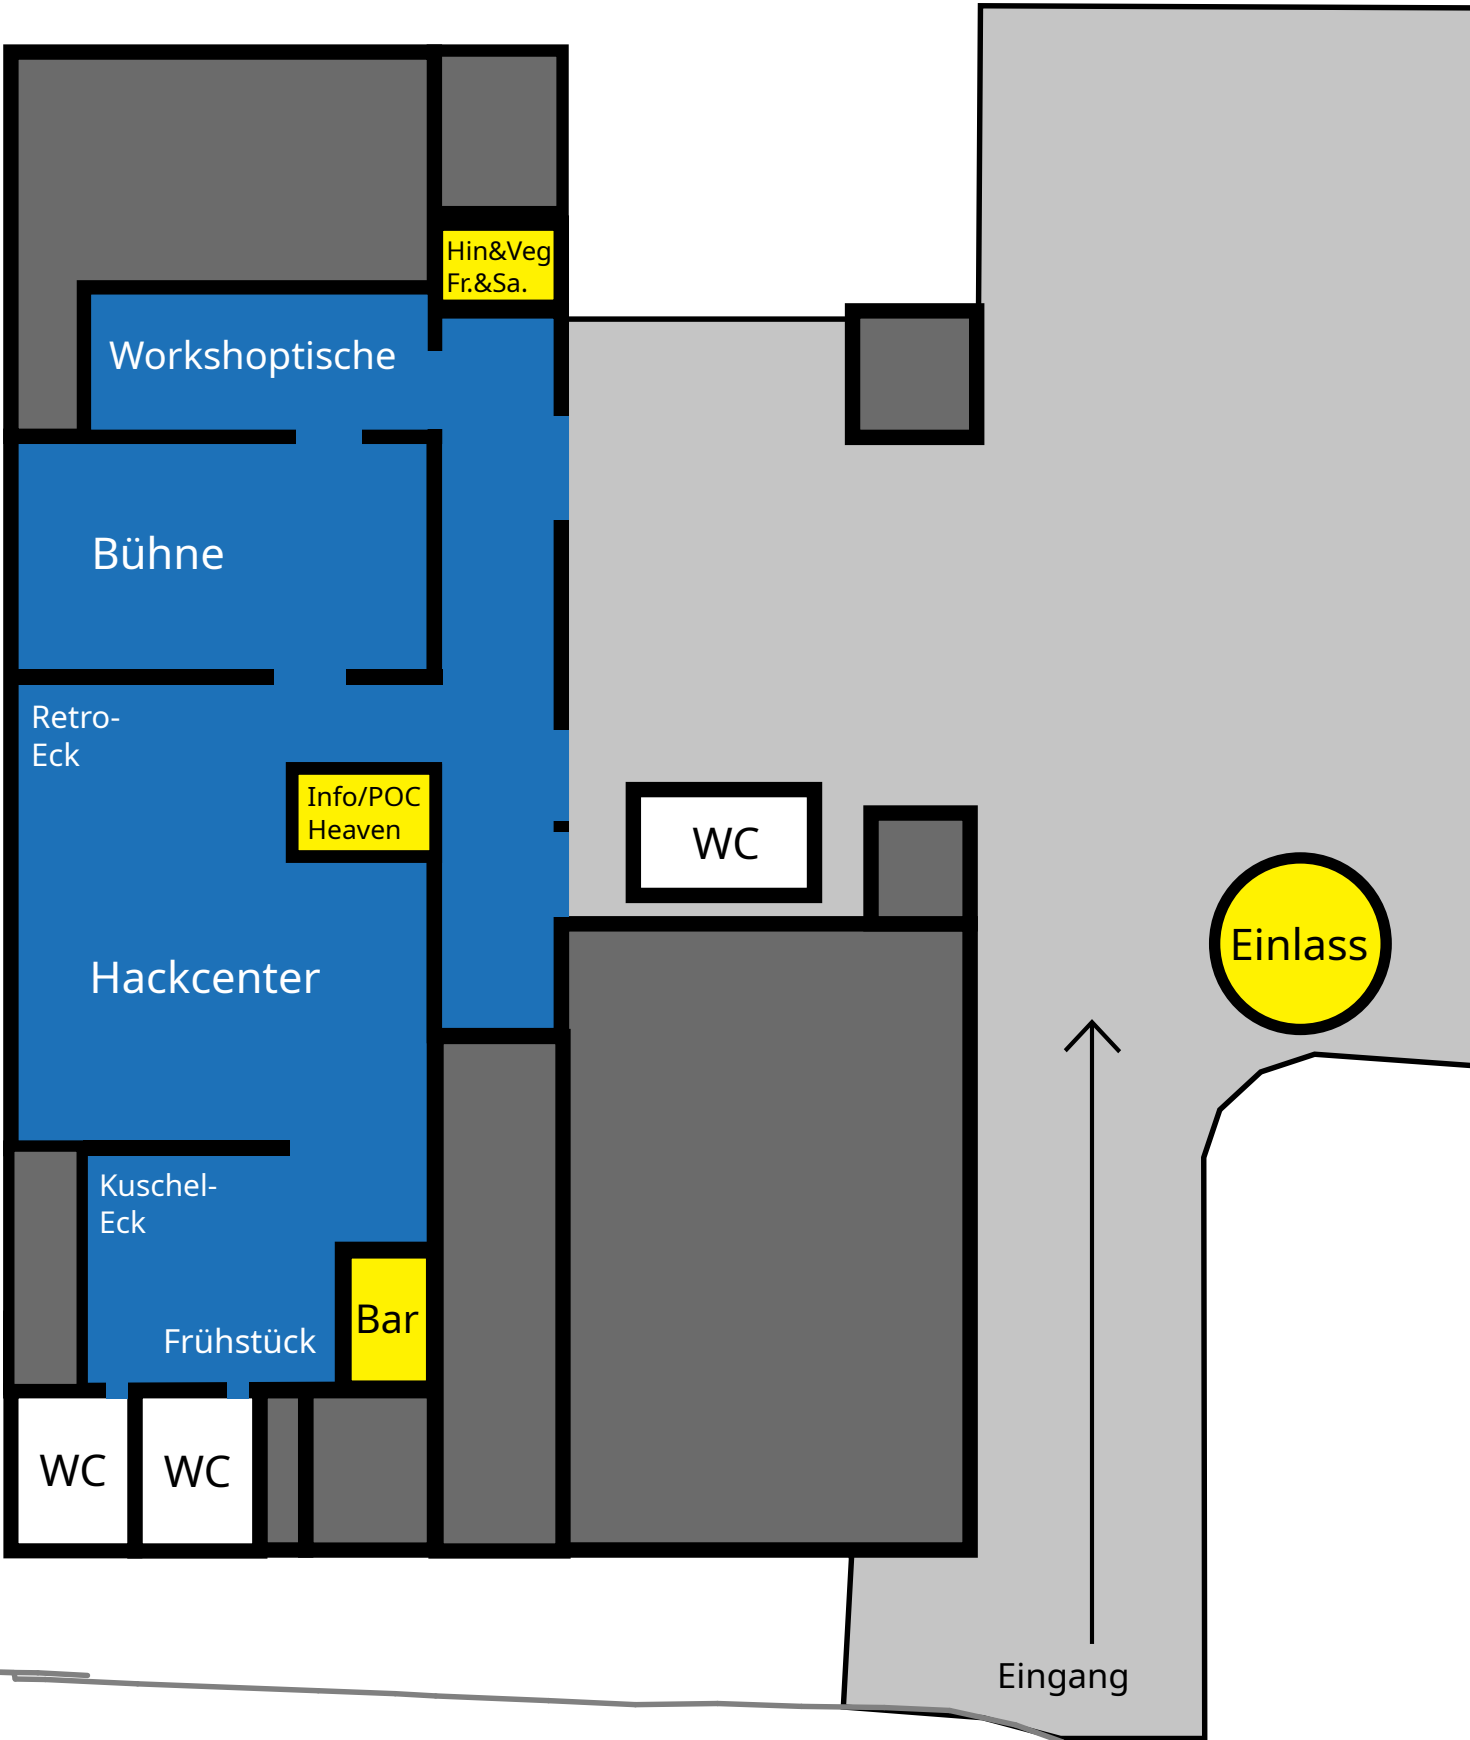 Hin&Veg
Fr.&Sa.
Workshoptische
Bühne
Retro-
Eck
Info/POC
Heaven
WC
Einlass
Hackcenter
Kuschel-
Eck
Bar
Frühstück
WC
WC
Eingang